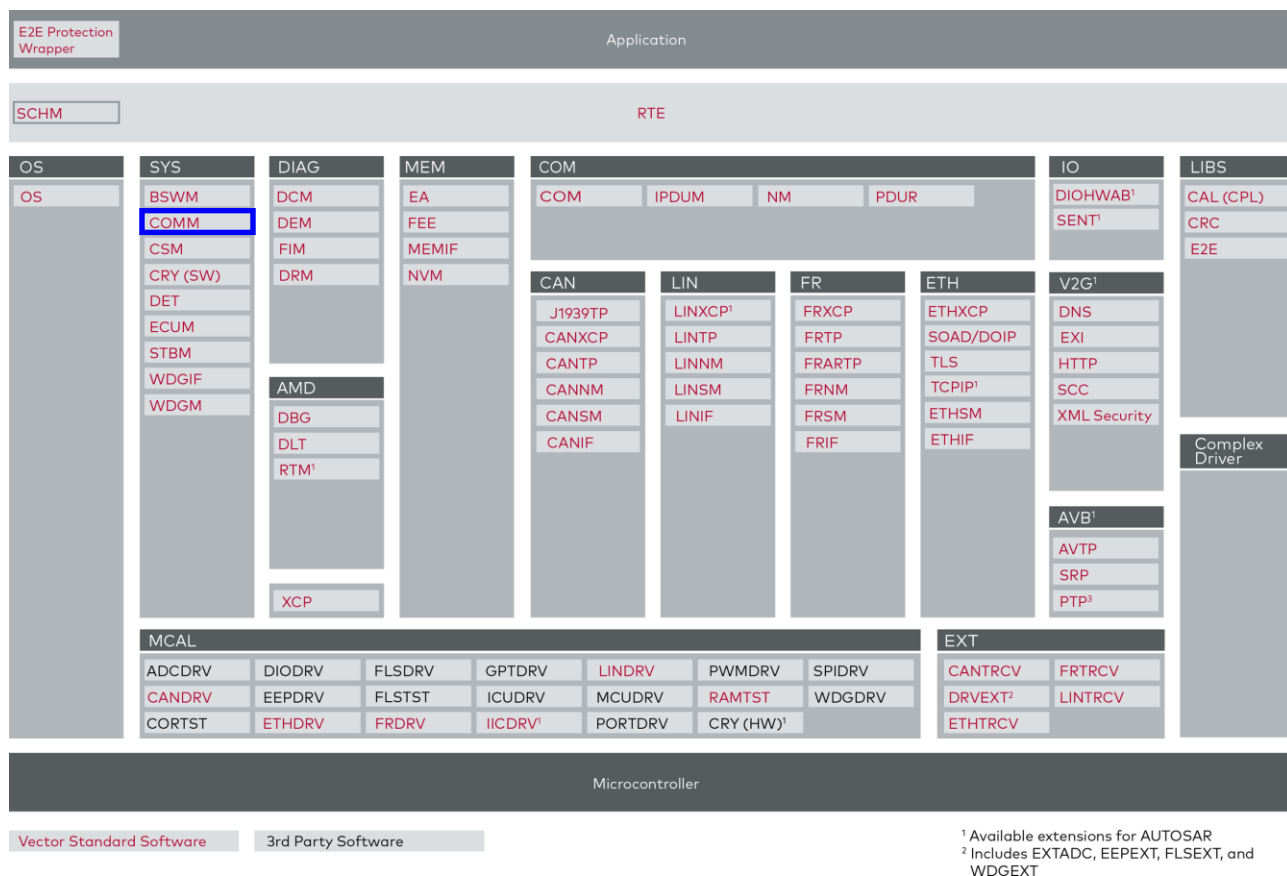 E2E Protection
Wrapper
Application
SCHM
RTE
OS
OS
SYS
BSWM
COMM
CSM
CRY (SW)
DET
ECUM
STBM
WDGIF
WDGM
DIAG
DCM
DEM
FIM
DRM
AMD
DBG
DLT
RTM¹
XCP
MEM
EA
FEE
MEMIF
NVM
COM
COM IPDUM NM PDUR
CAN
J1939TP
CANXCP
CANTP
CANNM
CANSM
CANIF
LIN
LINXCP¹
LINTP
LINNM
LINSM
LINIF
FR
FRXCP
FRTP
FRARTP
FRNM
FRSM
FRIF
ETH
ETHXCP
SOAD/DOIP
TLS
TCPIP¹
ETHSM
ETHIF
IO
DIOHWAB¹
SENT¹
V2G¹
DNS
EXI
HTTP
SCC
XML Security
AVB¹
AVTP
SRP
PTP³
LIBS
CAL (CPL)
CRC
E2E
Complex
Driver
MCAL
ADCDRV DIODRV FLSDRV GPTDRV LINDRV PWMDRV SPIDRV
CANDRV EEPDRV FLSTST ICUDRV MCUDRV RAMTST WDGDRV
CORTST ETHDRV FRDRV IICDRV¹ PORTDRV CRY (HW)¹
EXT
CANTRCV FRTRCV
DRVEXT² LINTRCV
ETHTRCV
Microcontroller
Vector Standard Software
3rd Party Software
¹ Available extensions for AUTOSAR
² Includes EXTADC, EEPEXT, FLSEXT, and
WDGEXT